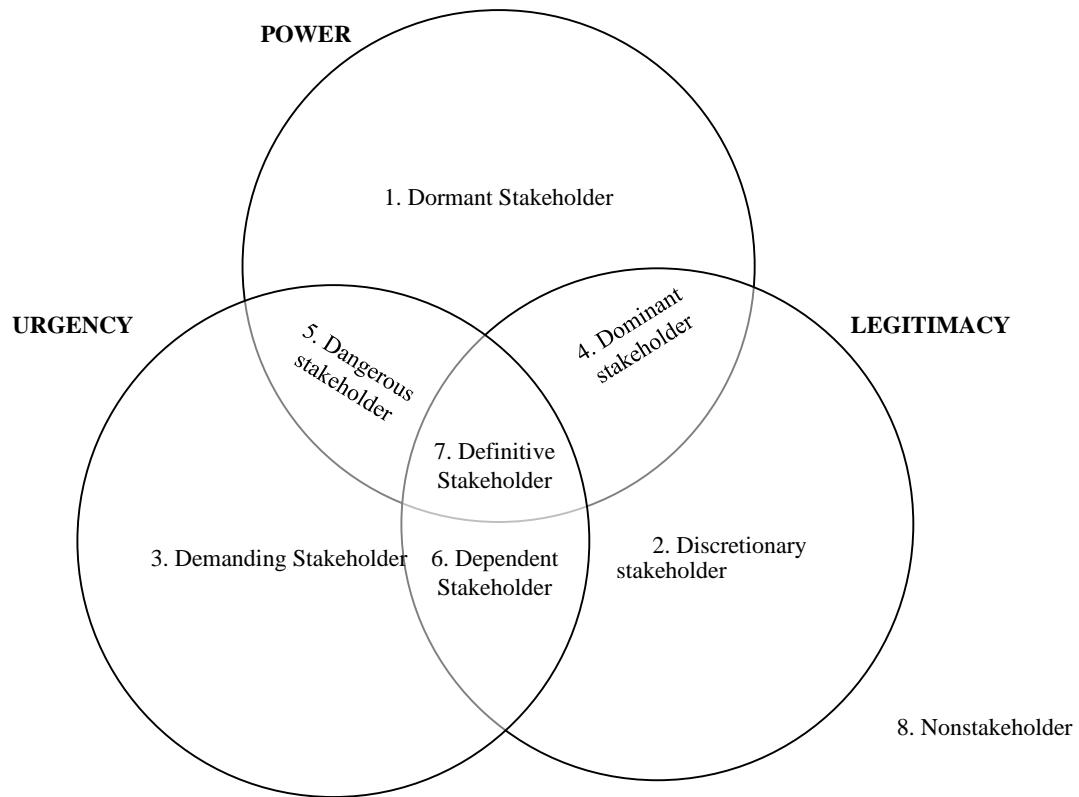 POWER
1. Dormant Stakeholder
URGENCY
5. Dangerous
stakeholder
4. Dominant
stakeholder
LEGITIMACY
7. Definitive
Stakeholder
3. Demanding Stakeholder
6. Dependent
Stakeholder
2. Discretionary
stakeholder
8. Nonstakeholder